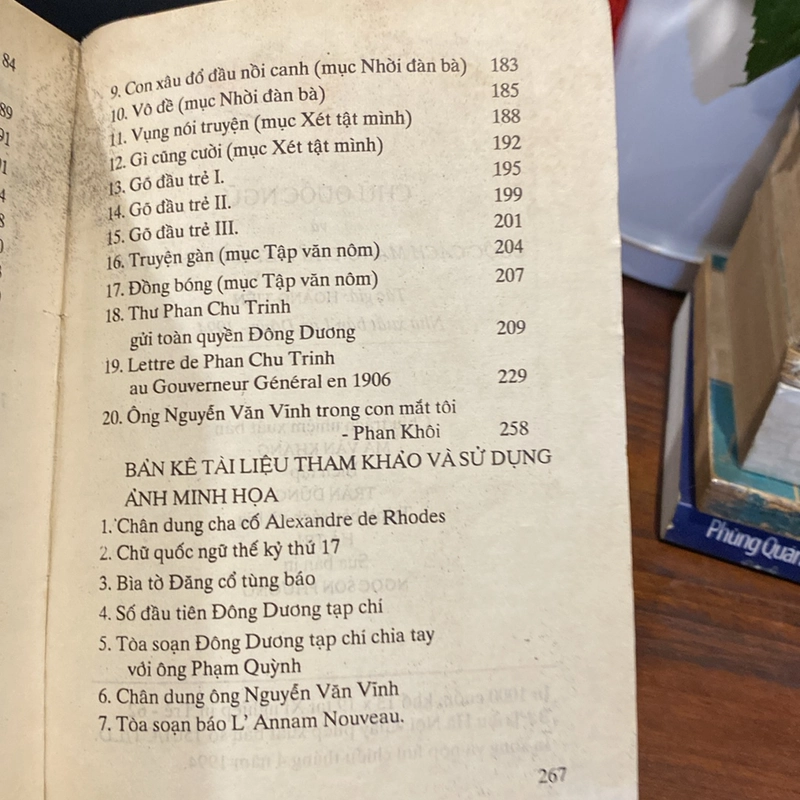 84
89
91
91
4
8
9. Con xâu đổ đầu nồi canh (mục Nhời đàn bà) 183
10. Vô đề (mục Nhời đàn bà) 185
11. Vụng nói truyện (mục Xét tật mình) 188
12. Gì cũng cười (mục Xét tật mình) 192
13. Gõ đầu trẻ I. 195
14. Gõ đầu trẻ II. 199
15. Gõ đầu trẻ III. 201
16. Truyện gàn (mục Tập văn nôm) 204
17. Đồng bóng (mục Tập văn nôm) 207
18. Thư Phan Chu Trinh
gửi toàn quyền Đông Dương 209
19. Lettre de Phan Chu Trinh
au Gouverneur Général en 1906 229
20. Ông Nguyễn Văn Vĩnh trong con mắt tôi
- Phan Khôi 258
BẢN KÊ TÀI LIỆU THAM KHẢO VÀ SỬ DỤNG
ẢNH MINH HỌA
1. Chân dung cha cố Alexandre de Rhodes
2. Chữ quốc ngữ thế kỷ thứ 17
3. Bìa tờ Đăng cổ tùng báo
4. Số đầu tiên Đông Dương tạp chí
5. Tòa soạn Đông Dương tạp chí chia tay
với ông Phạm Quỳnh
6. Chân dung ông Nguyễn Văn Vĩnh
7. Tòa soạn báo L' Annam Nouveau.
267
Phùng Quán